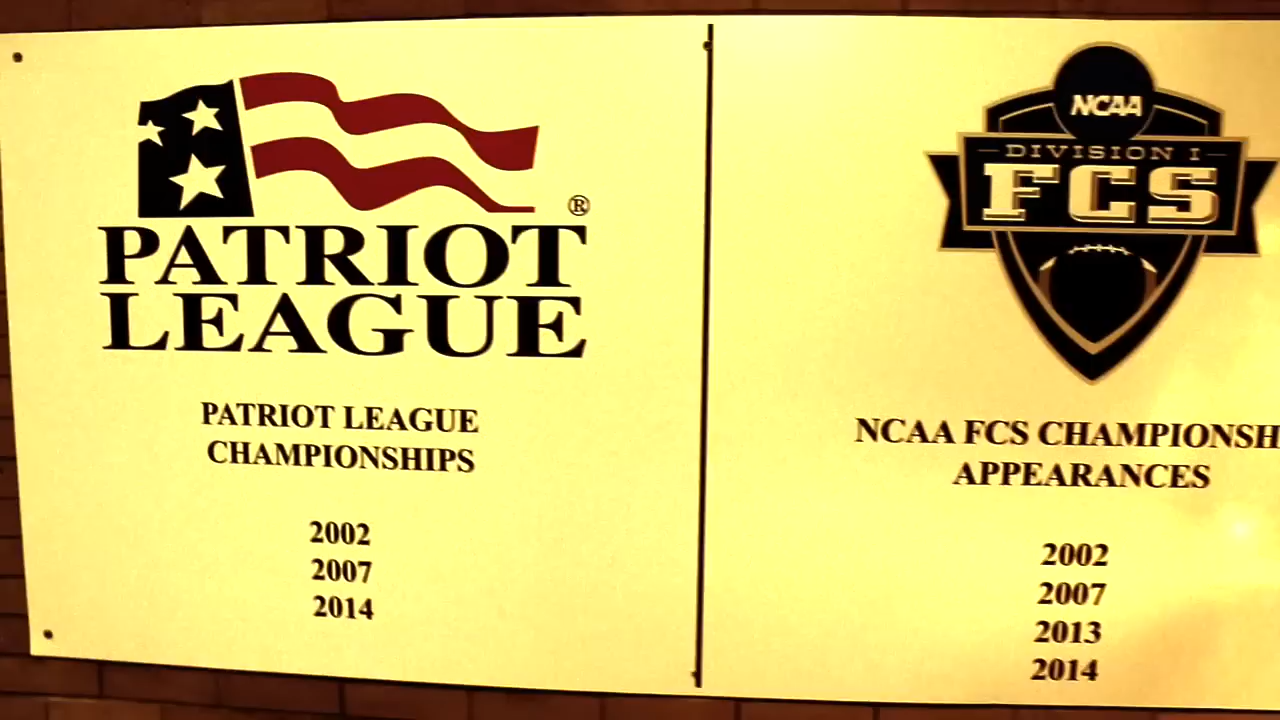 PATRIOT
LEAGUE
®
PATRIOT LEAGUE
CHAMPIONSHIPS
2002
2007
2014
NCAA
DIVISION I
FCS
NCAA FCS CHAMPIONSH
APPEARANCES
2002
2007
2013
2014